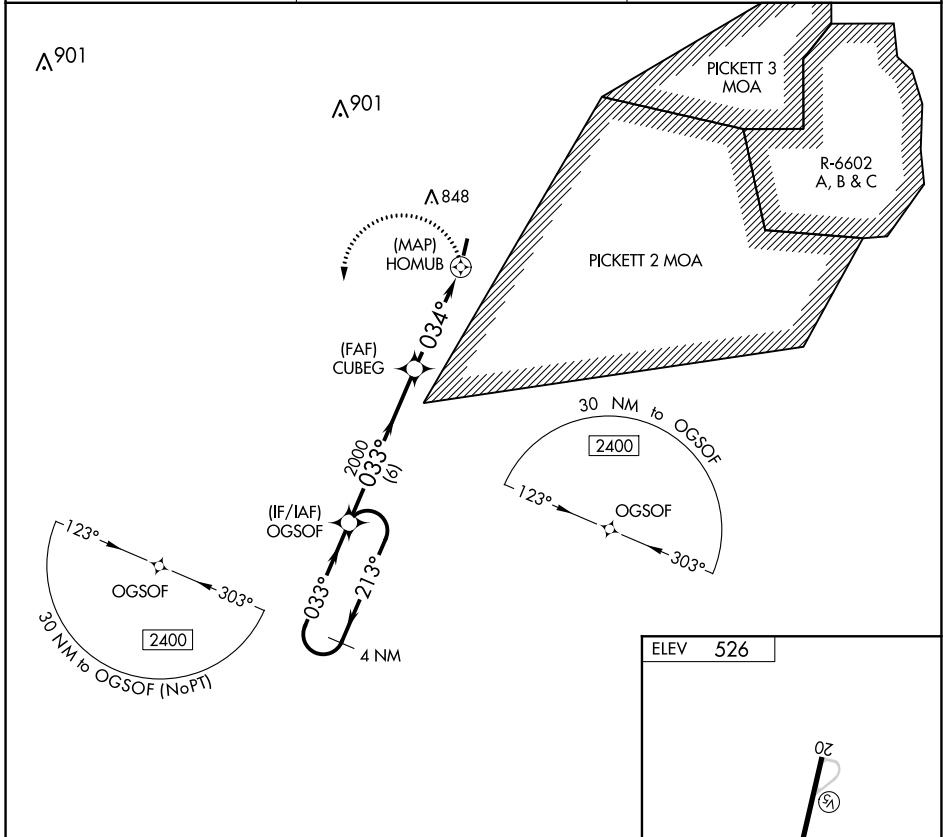 901
901
PICKETT 3
MOA
R-6602
A, B & C
848
(MAP)
HOMUB
PICKETT 2 MOA
034°
(FAF)
CUBEG
30 NM to OGSOF
2400
2000
033°
(6)
123°
OGSOF
303°
(IF/IAF)
OGSOF
123°
OGSOF
303°
2400
30 NM to OGSOF (NoPT)
033°
213°
4 NM
ELEV 526
20
V5